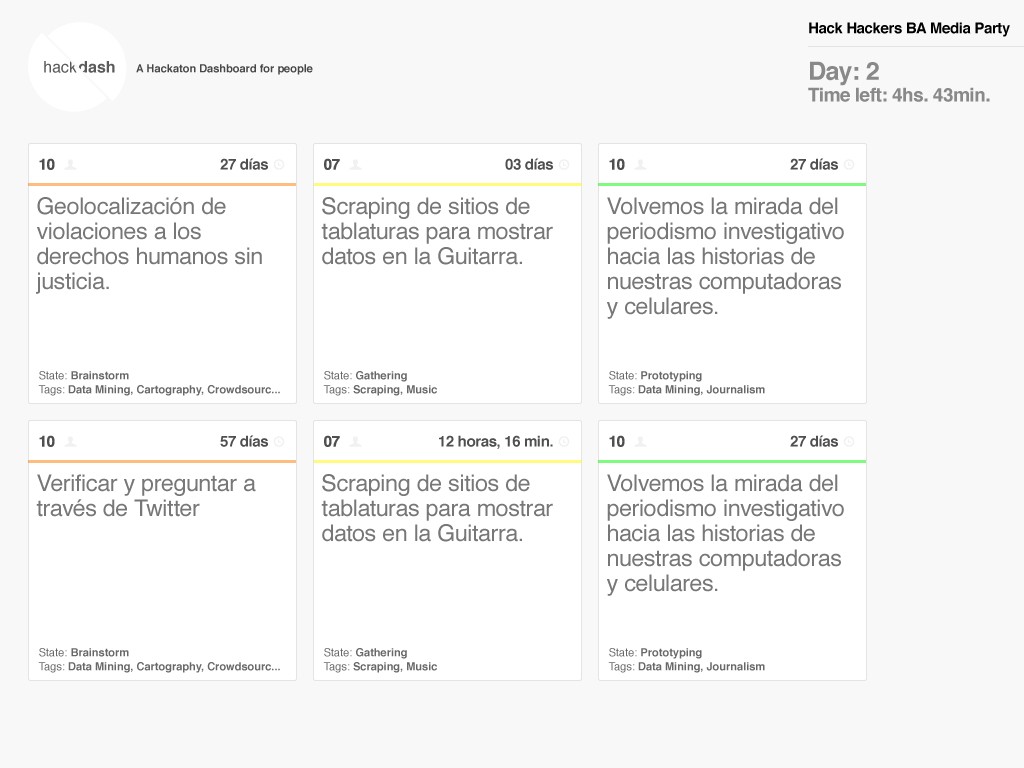 hackdash
A Hackaton Dashboard for people
Hack Hackers BA Media Party
Day: 2
Time left: 4hs. 43min.
10 27 días
Geolocalización de
violaciones a los
derechos humanos sin
justicia.
State: Brainstorm
Tags: Data Mining, Cartography, Crowdsourc...
07 03 días
Scraping de sitios de
tablaturas para mostrar
datos en la Guitarra.
State: Gathering
Tags: Scraping, Music
10 27 días
Volvemos la mirada del
periodismo investigativo
hacia las historias de
nuestras computadoras
y celulares.
State: Prototyping
Tags: Data Mining, Journalism
10 57 días
Verificar y preguntar a
través de Twitter
State: Brainstorm
Tags: Data Mining, Cartography, Crowdsourc...
07 12 horas, 16 min.
Scraping de sitios de
tablaturas para mostrar
datos en la Guitarra.
State: Gathering
Tags: Scraping, Music
10 27 días
Volvemos la mirada del
periodismo investigativo
hacia las historias de
nuestras computadoras
y celulares.
State: Prototyping
Tags: Data Mining, Journalism